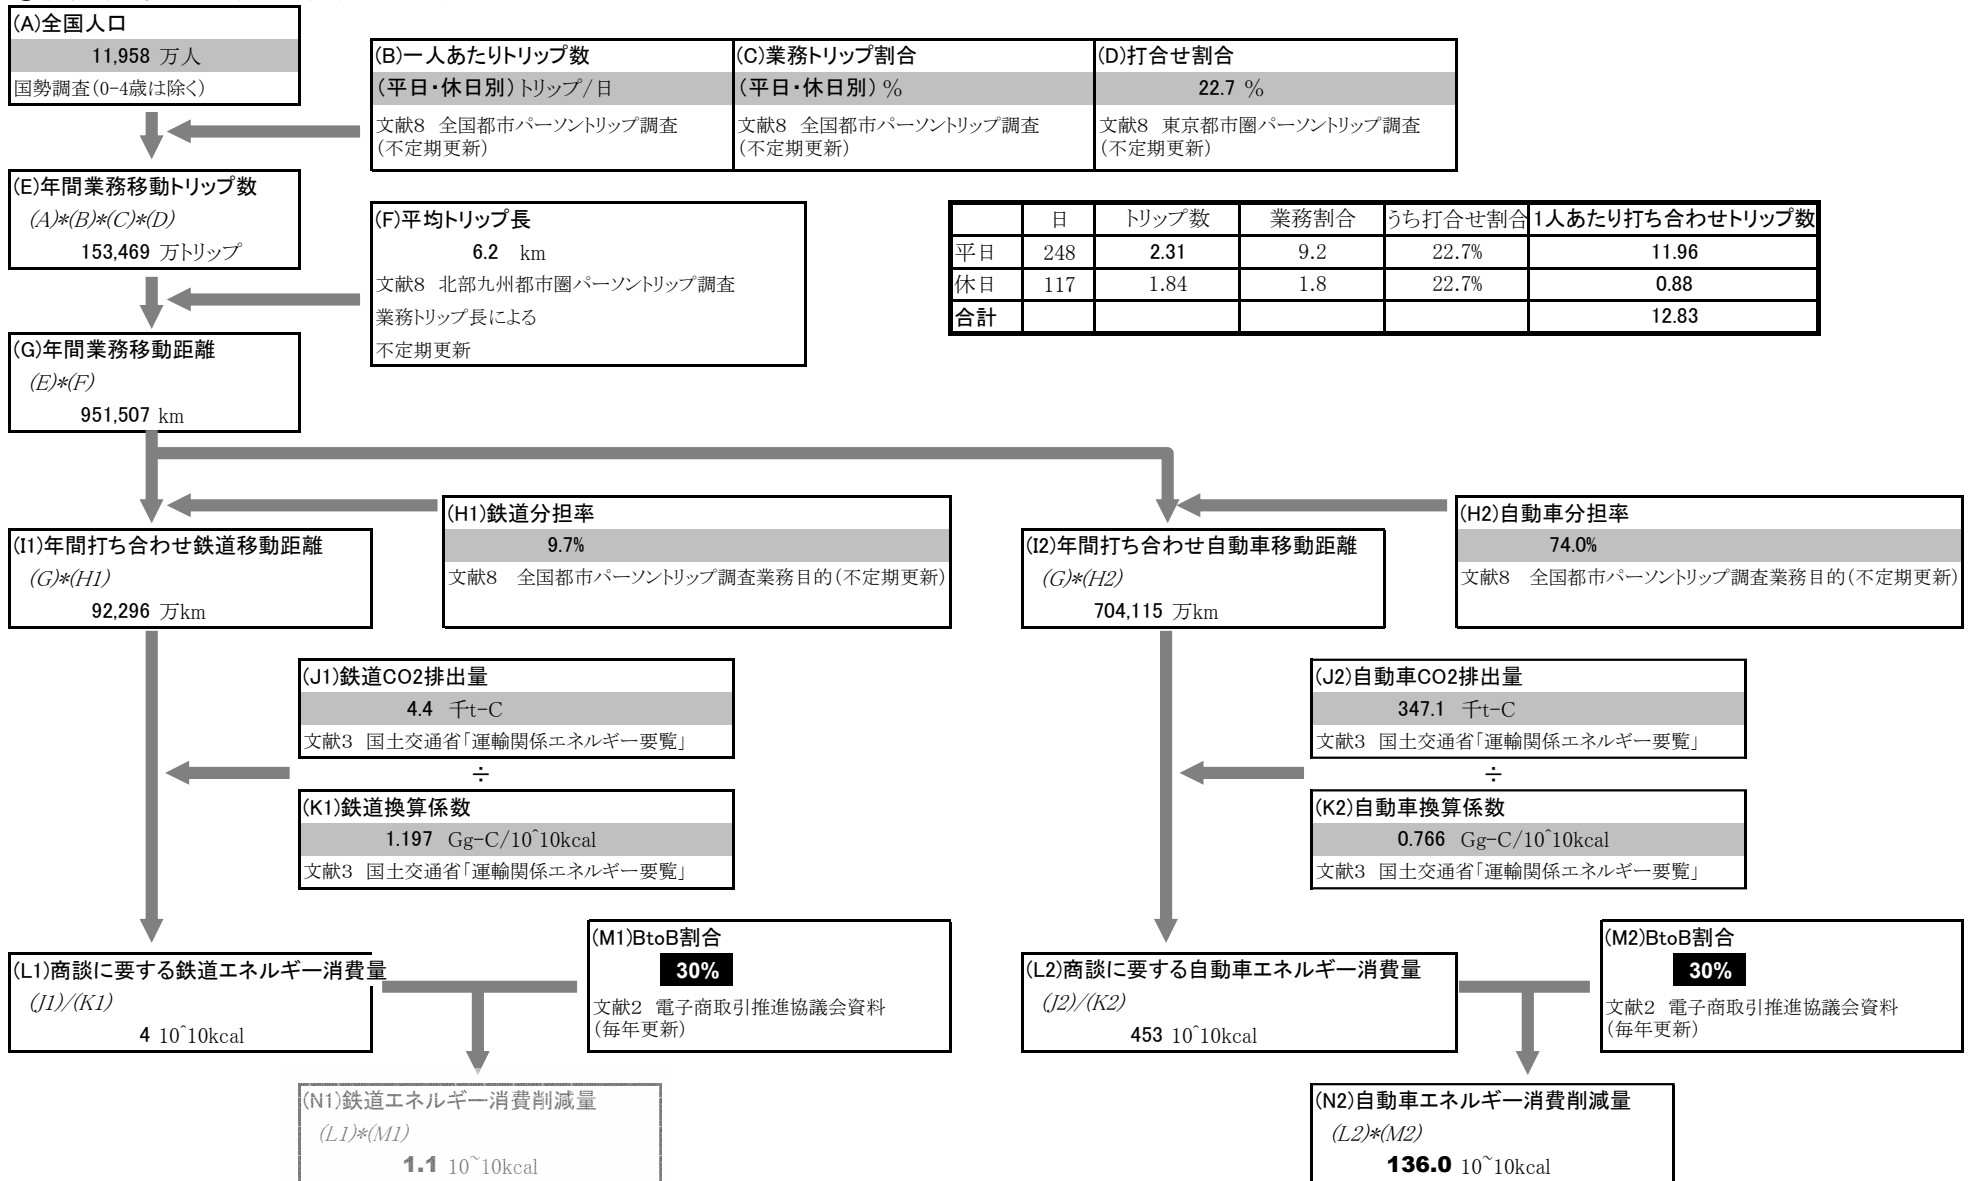 (A)全国人口
11,958 万人
国勢調査(0-4歳は除く)
(B)一人あたりトリップ数
(平日・休日別)トリップ/日
文献8 全国都市パーソントリップ調査
(不定期更新)
(C)業務トリップ割合
(平日・休日別)%
文献8 全国都市パーソントリップ調査
(不定期更新)
(D)打合せ割合
22.7 %
文献8 東京都市圏パーソントリップ調査
(不定期更新)
(E)年間業務移動トリップ数
(A)*(B)*(C)*(D)
153,469 万トリップ
(F)平均トリップ長
6.2 km
文献8 北部九州都市圏パーソントリップ調査
業務トリップ長による
不定期更新
日 トリップ数 業務割合 うち打合せ割合 1人あたり打ち合わせトリップ数
平日 248 2.31 9.2 22.7% 11.96
休日 117 1.84 1.8 22.7% 0.88
合計 12.83
(G)年間業務移動距離
(E)*(F)
951,507 km
(H1)鉄道分担率
9.7%
文献8 全国都市パーソントリップ調査業務目的(不定期更新)
(I1)年間打ち合わせ鉄道移動距離
(G)*(H1)
92,296 万km
(H2)自動車分担率
74.0%
文献8 全国都市パーソントリップ調査業務目的(不定期更新)
(I2)年間打ち合わせ自動車移動距離
(G)*(H2)
704,115 万km
(J1)鉄道CO2排出量
4.4 千t-C
文献3 国土交通省「運輸関係エネルギー要覧」
÷
(K1)鉄道換算係数
1.197 Gg-C/10^10kcal
文献3 国土交通省「運輸関係エネルギー要覧」
(J2)自動車CO2排出量
347.1 千t-C
文献3 国土交通省「運輸関係エネルギー要覧」
÷
(K2)自動車換算係数
0.766 Gg-C/10^10kcal
文献3 国土交通省「運輸関係エネルギー要覧」
(L1)商談に要する鉄道エネルギー消費量
(J1)/(K1)
4 10^10kcal
(M1)BtoB割合
30%
文献2 電子商取引推進協議会資料
(毎年更新)
(L2)商談に要する自動車エネルギー消費量
(J2)/(K2)
453 10^10kcal
(M2)BtoB割合
30%
文献2 電子商取引推進協議会資料
(毎年更新)
(N1)鉄道エネルギー消費削減量
(L1)*(M1)
1.1 10~10kcal
(N2)自動車エネルギー消費削減量
(L2)*(M2)
136.0 10~10kcal